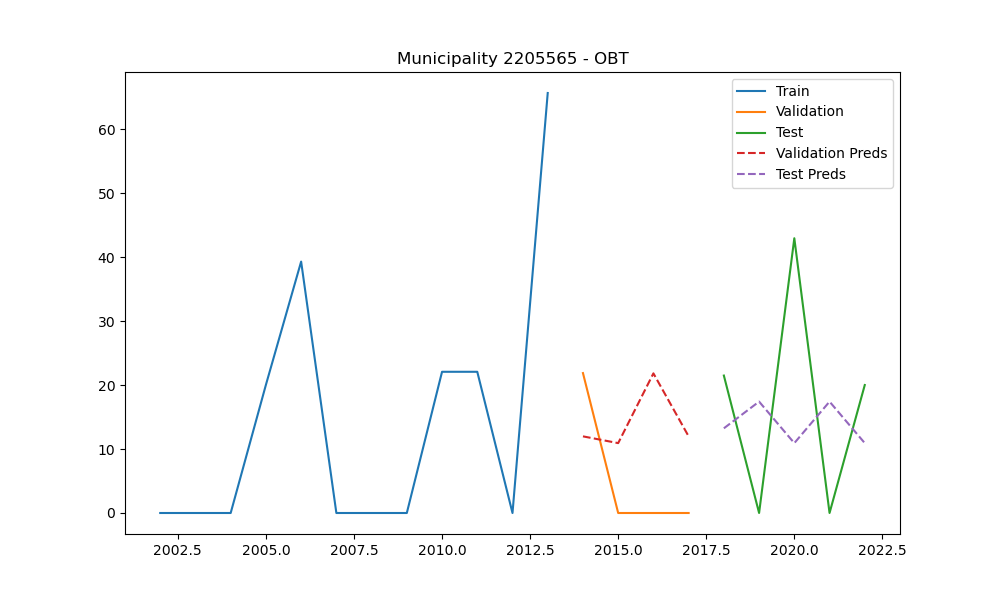 Municipality 2205565 - OBT
Train
Validation
Test
Validation Preds
Test Preds
60
50
40
30
20
10
0
2002.5 2005.0 2007.5 2010.0 2012.5 2015.0 2017.5 2020.0 2022.5